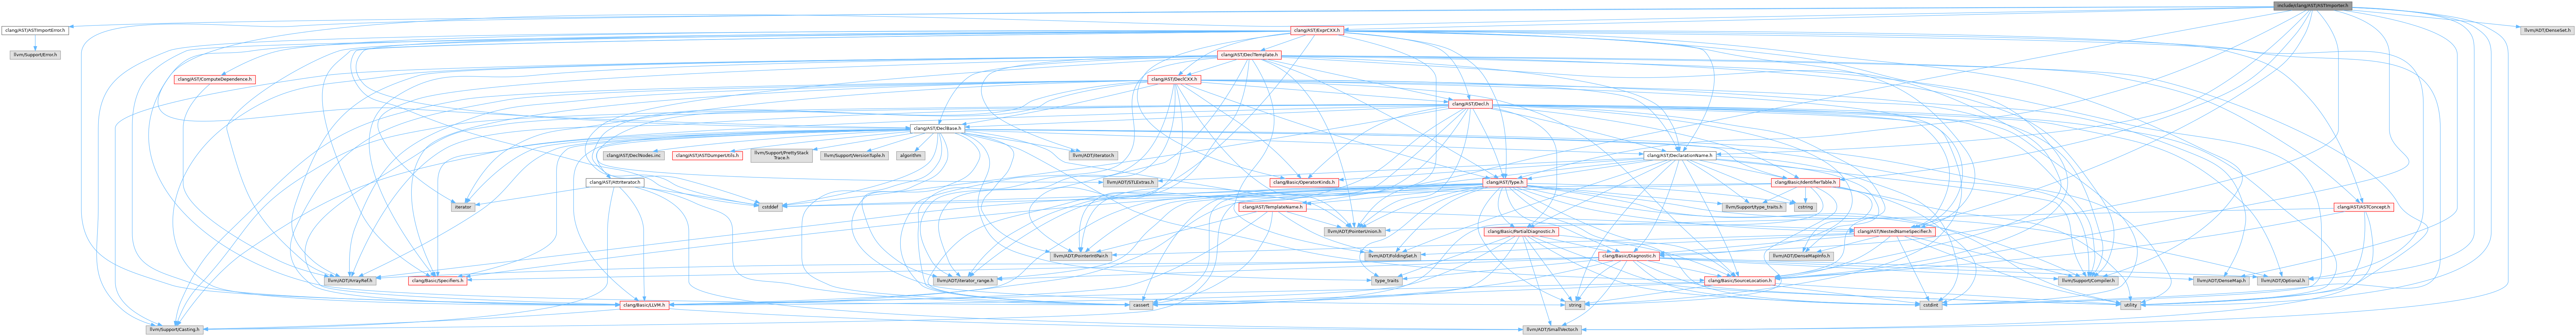 include/clang/AST/ASTImporter.h
clang/AST/ASTImportError.h
clang/AST/ExprCXX.h
llvm/ADT/DenseSet.h
llvm/Support/Error.h
clang/AST/DeclTemplate.h
clang/AST/ComputeDependence.h
clang/AST/DeclCXX.h
clang/AST/Decl.h
clang/AST/DeclBase.h
clang/AST/DeclNodes.inc
clang/AST/ASTDumperUtils.h
llvm/Support/PrettyStack
Trace.h
llvm/Support/VersionTuple.h
algorithm
llvm/ADT/iterator.h
clang/AST/DeclarationName.h
clang/AST/AttrIterator.h
llvm/ADT/STLExtras.h
clang/Basic/OperatorKinds.h
clang/AST/Type.h
clang/Basic/IdentifierTable.h
iterator
cstddef
clang/AST/TemplateName.h
llvm/Support/type_traits.h
cstring
clang/AST/ASTConcept.h
llvm/ADT/PointerUnion.h
clang/Basic/PartialDiagnostic.h
clang/AST/NestedNameSpecifier.h
llvm/ADT/PointerIntPair.h
llvm/ADT/FoldingSet.h
clang/Basic/Diagnostic.h
llvm/ADT/DenseMapInfo.h
llvm/ADT/ArrayRef.h
clang/Basic/Specifiers.h
llvm/ADT/iterator_range.h
type_traits
clang/Basic/SourceLocation.h
llvm/Support/Compiler.h
llvm/ADT/DenseMap.h
llvm/ADT/Optional.h
clang/Basic/LLVM.h
cassert
string
cstdint
utility
llvm/Support/Casting.h
llvm/ADT/SmallVector.h